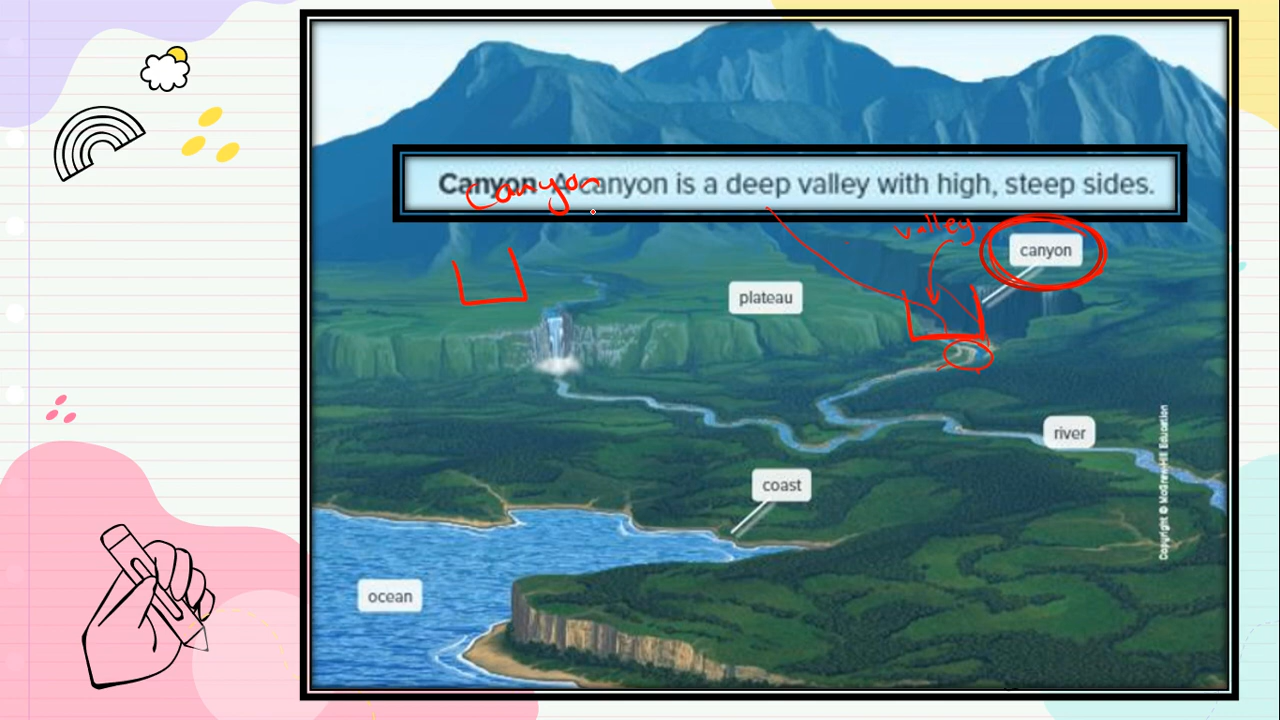 Canyon A canyon is a deep valley with high, steep sides.
Canyon
valley
canyon
plateau
river
coast
ocean
Copyright © McGraw-Hill Education